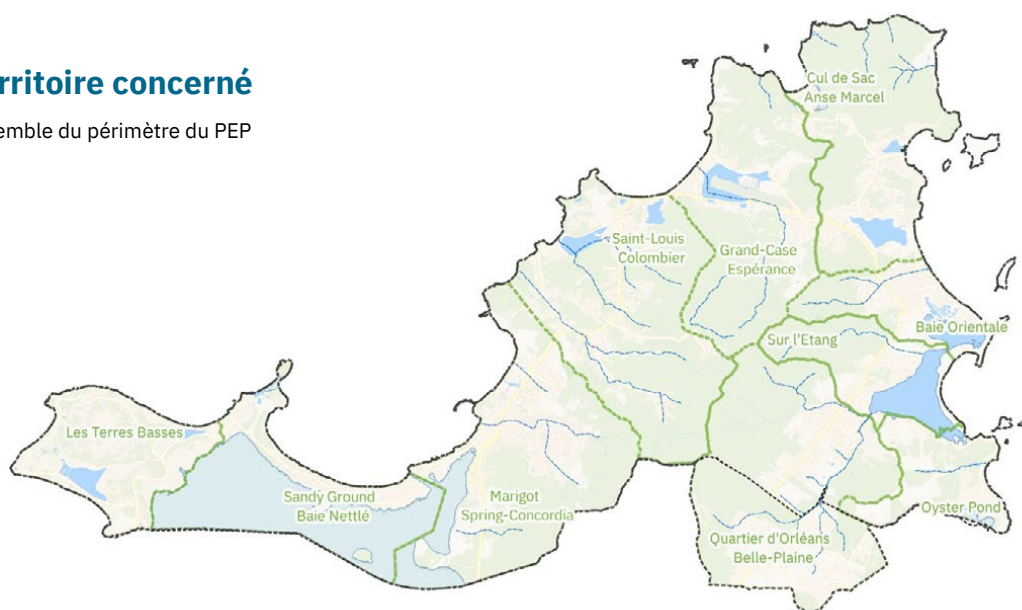 rritoire concerné
emble du périmètre du PEP
Cul de Sac
Anse Marcel
Saint-Louis
Colombier
Grand-Case
Espérance
Baie Orientale
Sur l'Etang
Les Terres Basses
Sandy Ground
Baie Nettlé
Marigot
Spring-Concordia
Oyster Pond
Quartier d'Orléans
Belle-Plaine